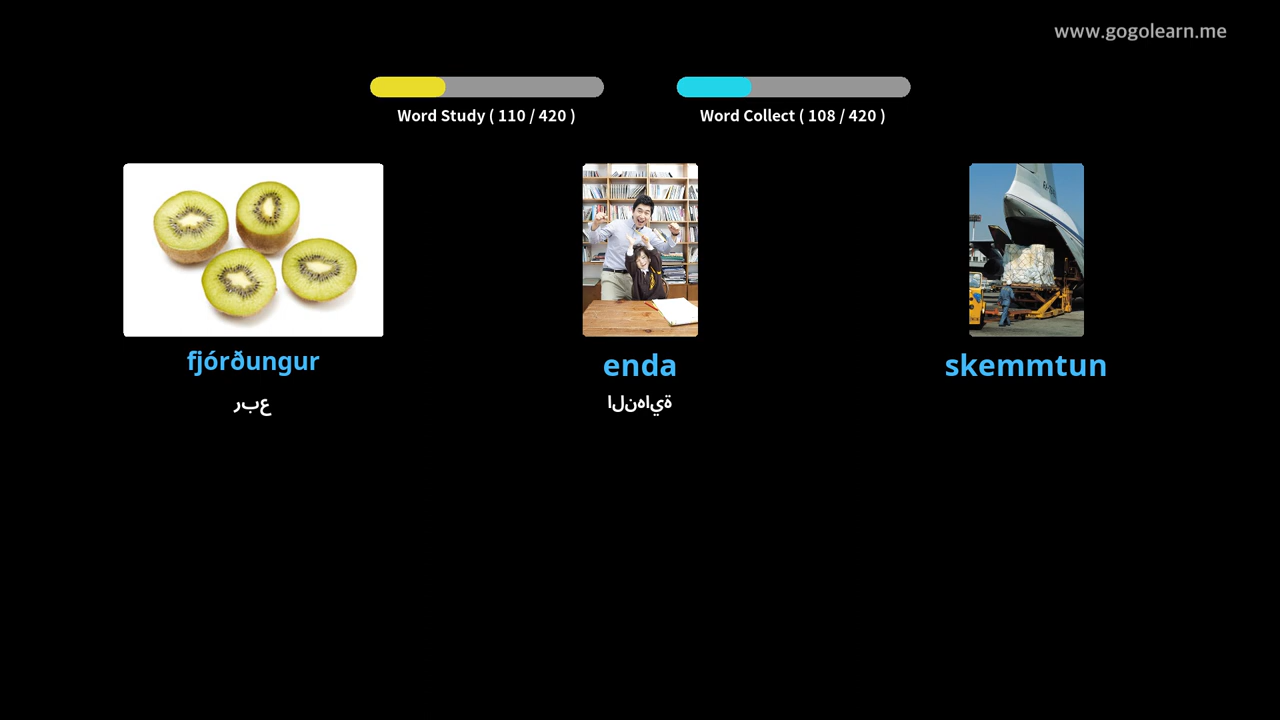 www.gogolearn.me
Word Study ( 110 / 420 )
Word Collect ( 108 / 420 )
fjórðungur
enda
skemmtun
ربع
النهاية